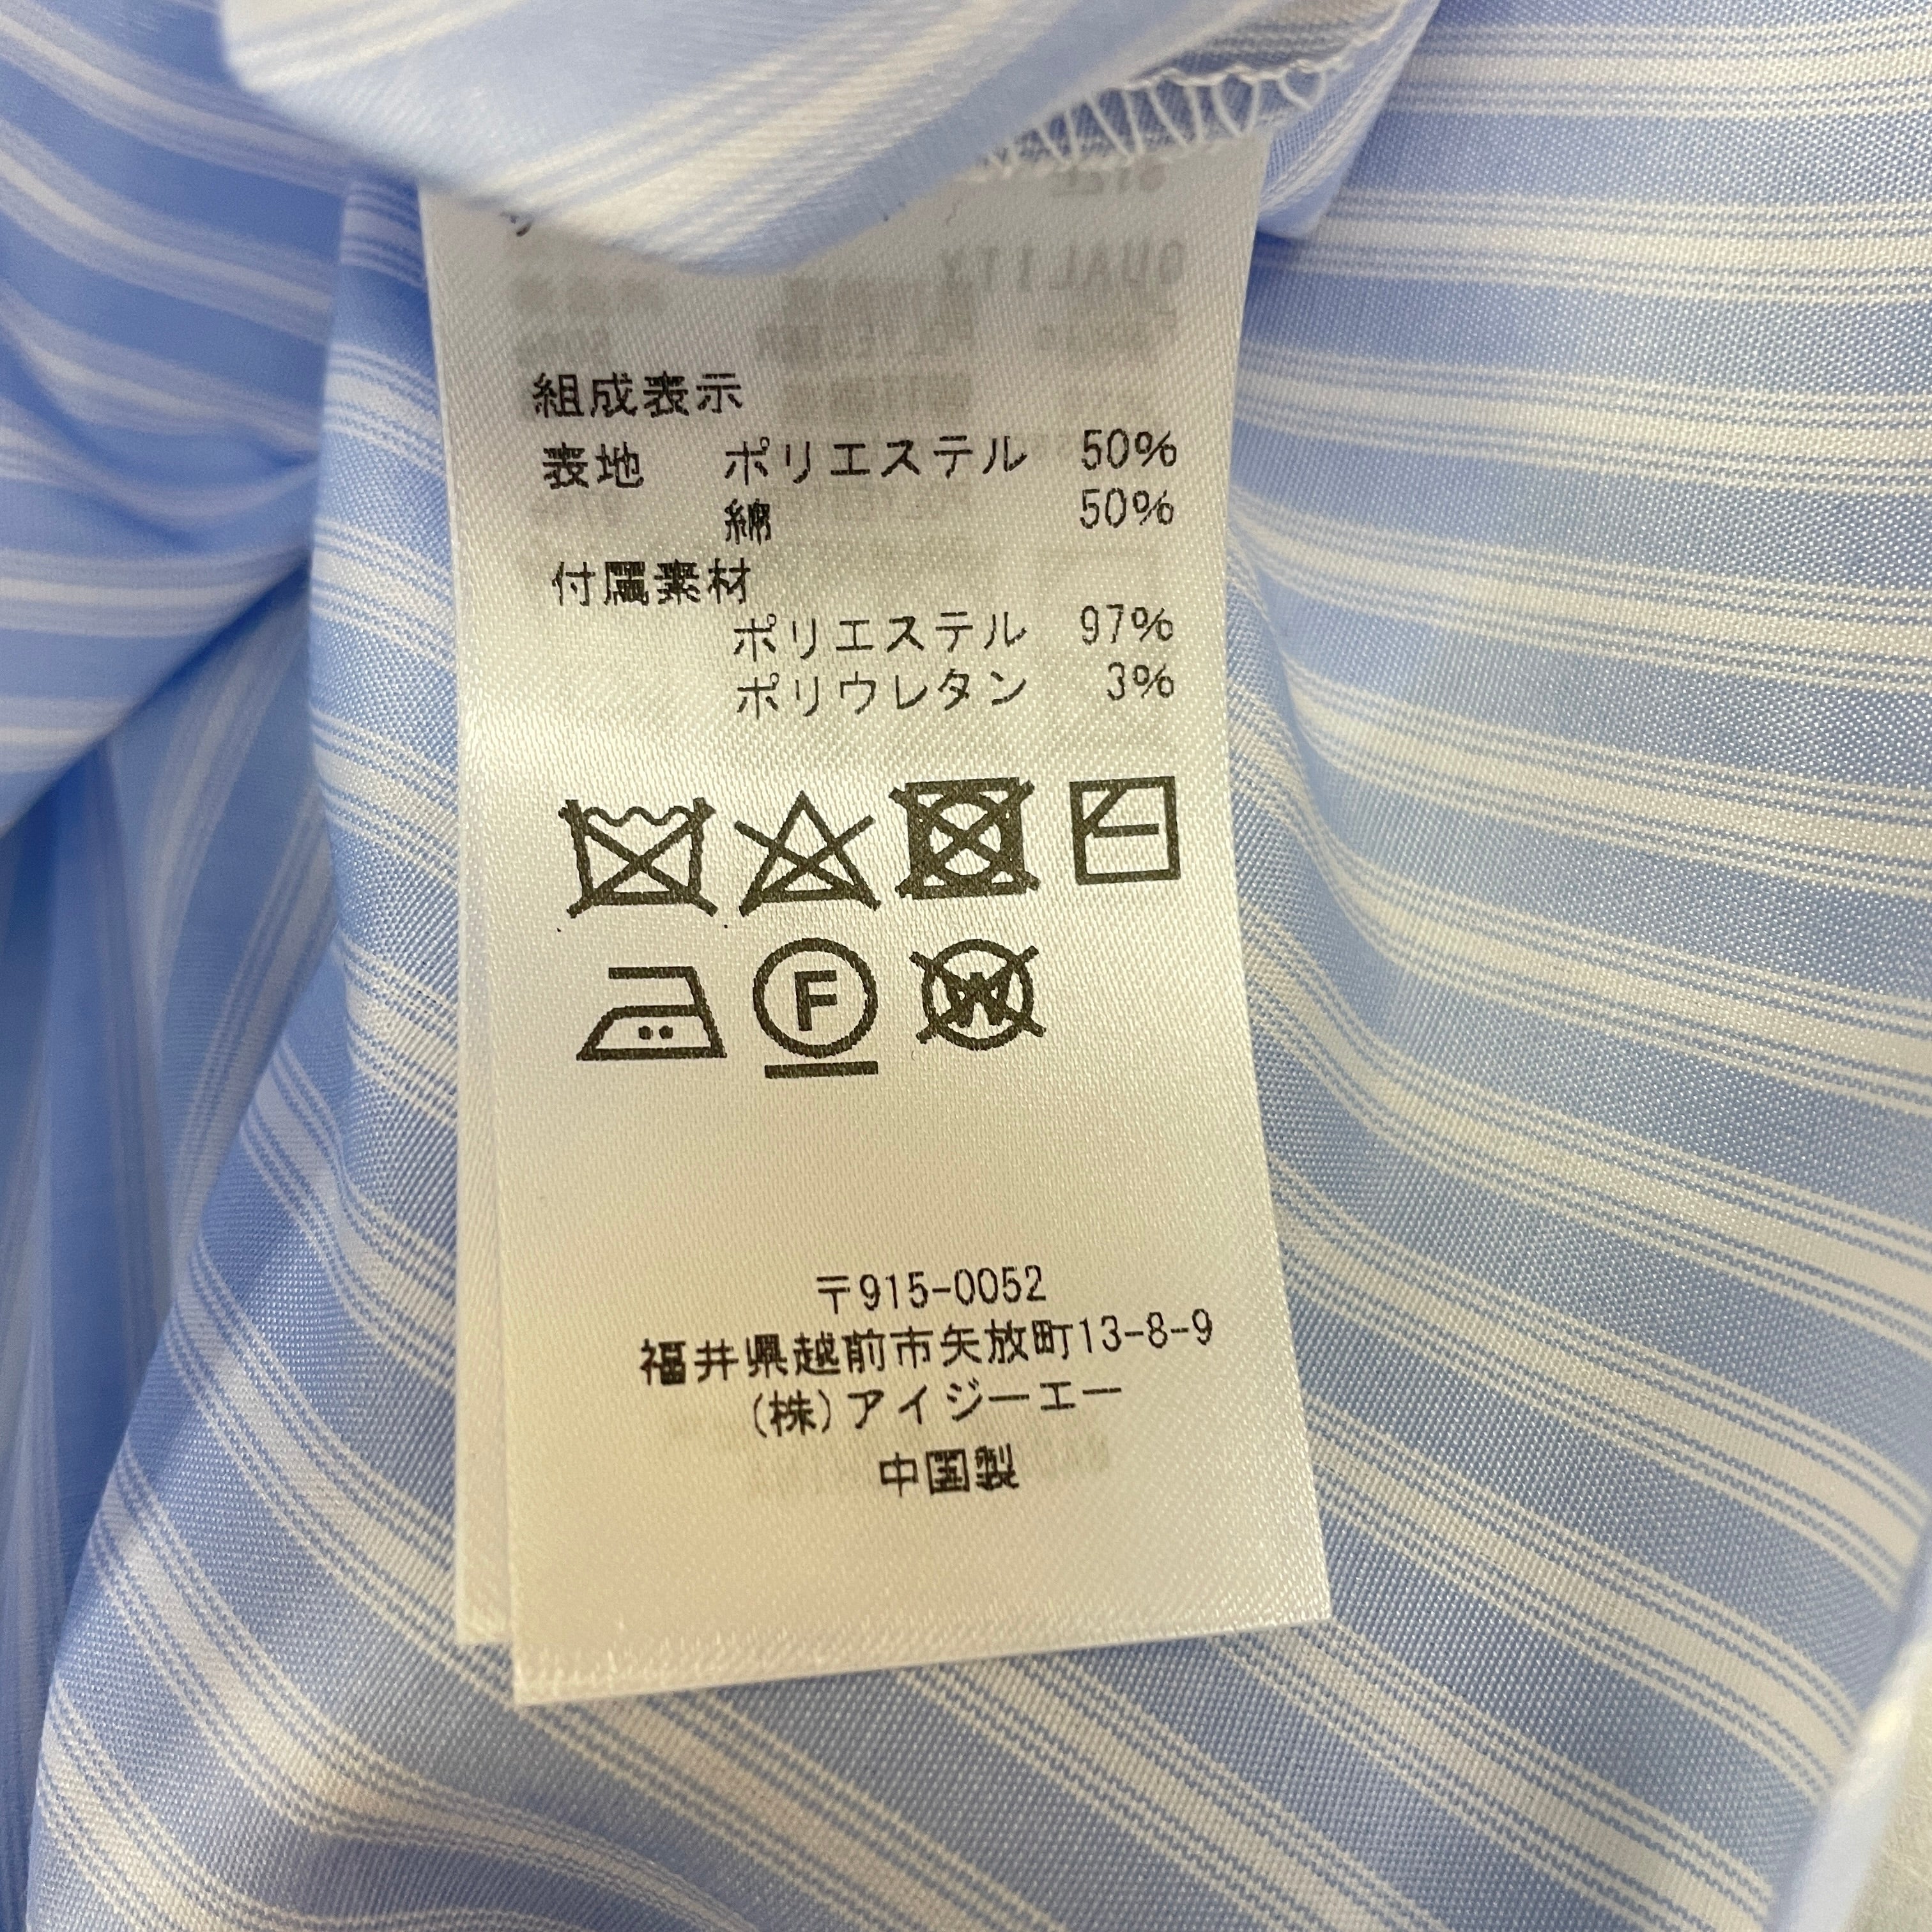 組成表示
表地 ポリエステル 50%
綿 50%
付属素材
ポリエステル 97%
ポリウレタン 3%
F
W
〒915-0052
福井県越前市矢放町13-8-9
(株)アイジーエー
中国製